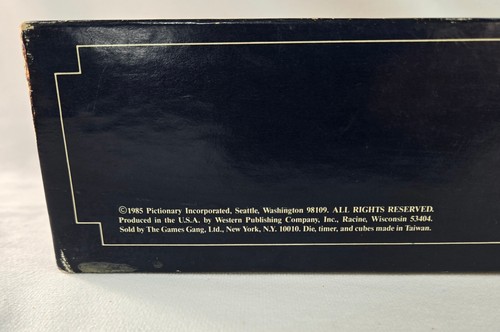 ©1985 Pictionary Incorporated, Seattle, Washington 98109. ALL RIGHTS RESERVED.
Produced in the U.S.A. by Western Publishing Company, Inc., Racine, Wisconsin 53404.
Sold by The Games Gang, Ltd., New York, N.Y. 10010. Die, timer, and cubes made in Taiwan.